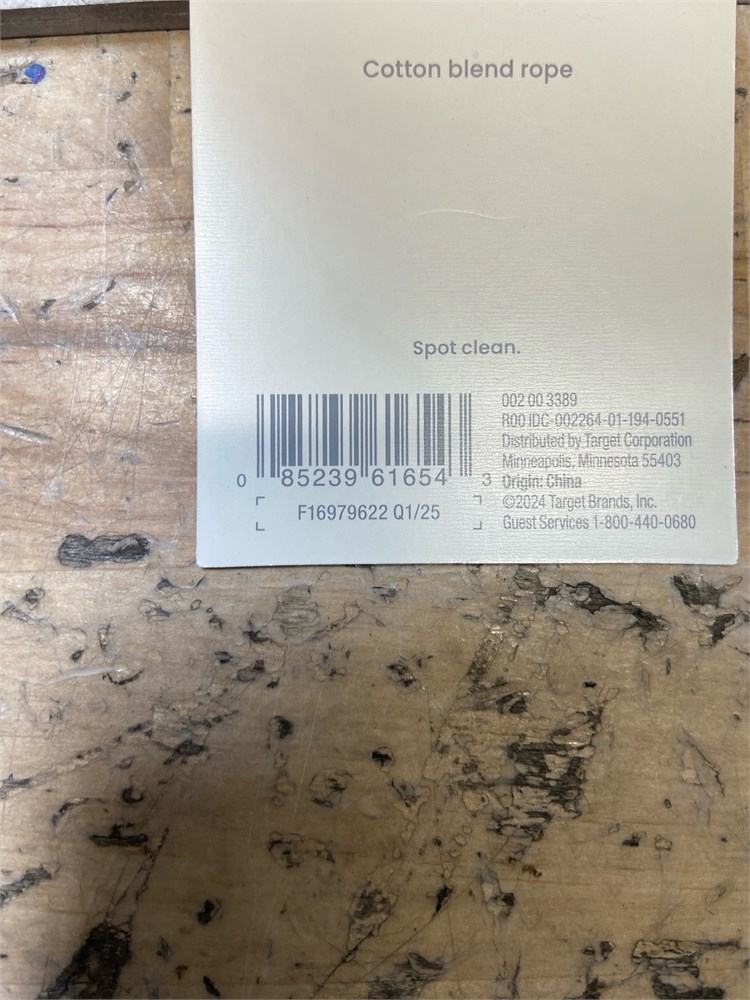 Cotton blend rope
Spot clean.
0 85239 61654 3
F16979622 Q1/25
002 00 3389
R00 IDC-002264-01-194-0551
Distributed by Target Corporation
Minneapolis, Minnesota 55403
Origin: China
©2024 Target Brands, Inc.
Guest Services 1-800-440-0680